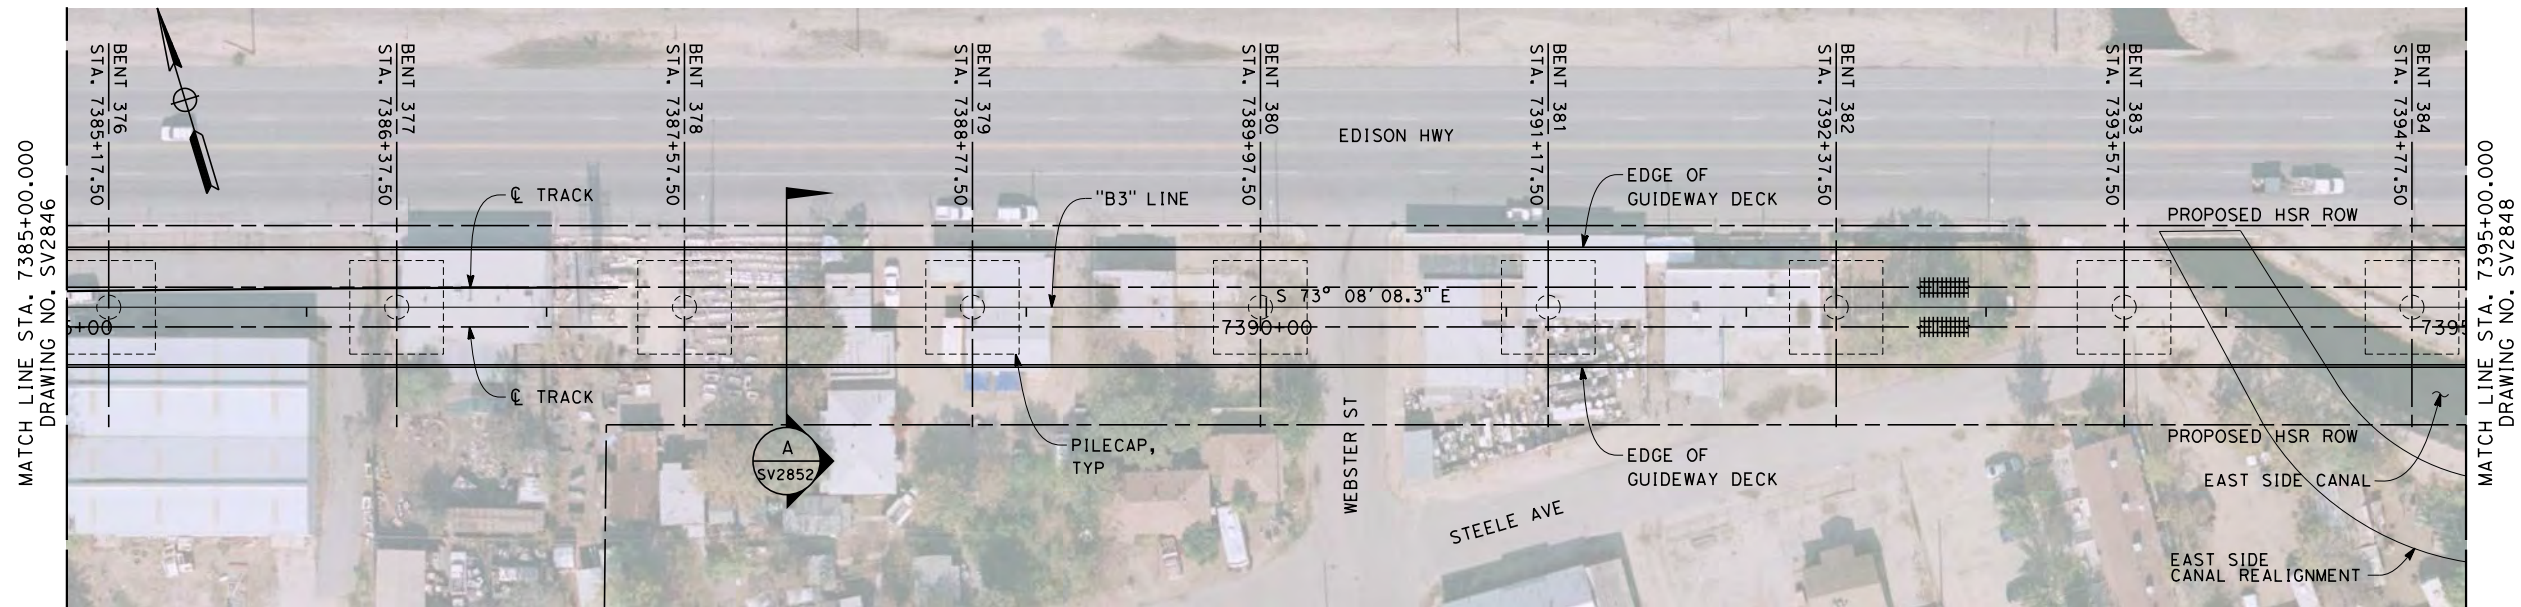 MATCH LINE STA. 7385+00.000
DRAWING NO. SV2846
BENT 376
STA. 7385+17.50
BENT 377
STA. 7386+37.50
BENT 378
STA. 7387+57.50
BENT 379
STA. 7388+77.50
BENT 380
STA. 7389+97.50
BENT 381
STA. 7391+17.50
BENT 382
STA. 7392+37.50
BENT 383
STA. 7393+57.50
BENT 384
STA. 7394+77.50
EDISON HWY
℄ TRACK
"B3" LINE
EDGE OF
GUIDEWAY DECK
PROPOSED HSR ROW
S 73° 08' 08.3" E
5+00
7390+00
7395
℄ TRACK
A
SV2852
PILECAP,
TYP
WEBSTER ST
EDGE OF
GUIDEWAY DECK
STEELE AVE
PROPOSED HSR ROW
EAST SIDE CANAL
EAST SIDE
CANAL REALIGNMENT
MATCH LINE STA. 7395+00.000
DRAWING NO. SV2848